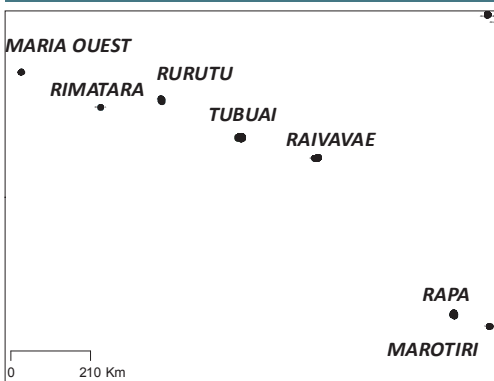 MARIA OUEST
RURUTU
RIMATARA
TUBUAI
RAIVAVAE
RAPA
MAROTIRI
0 210 Km